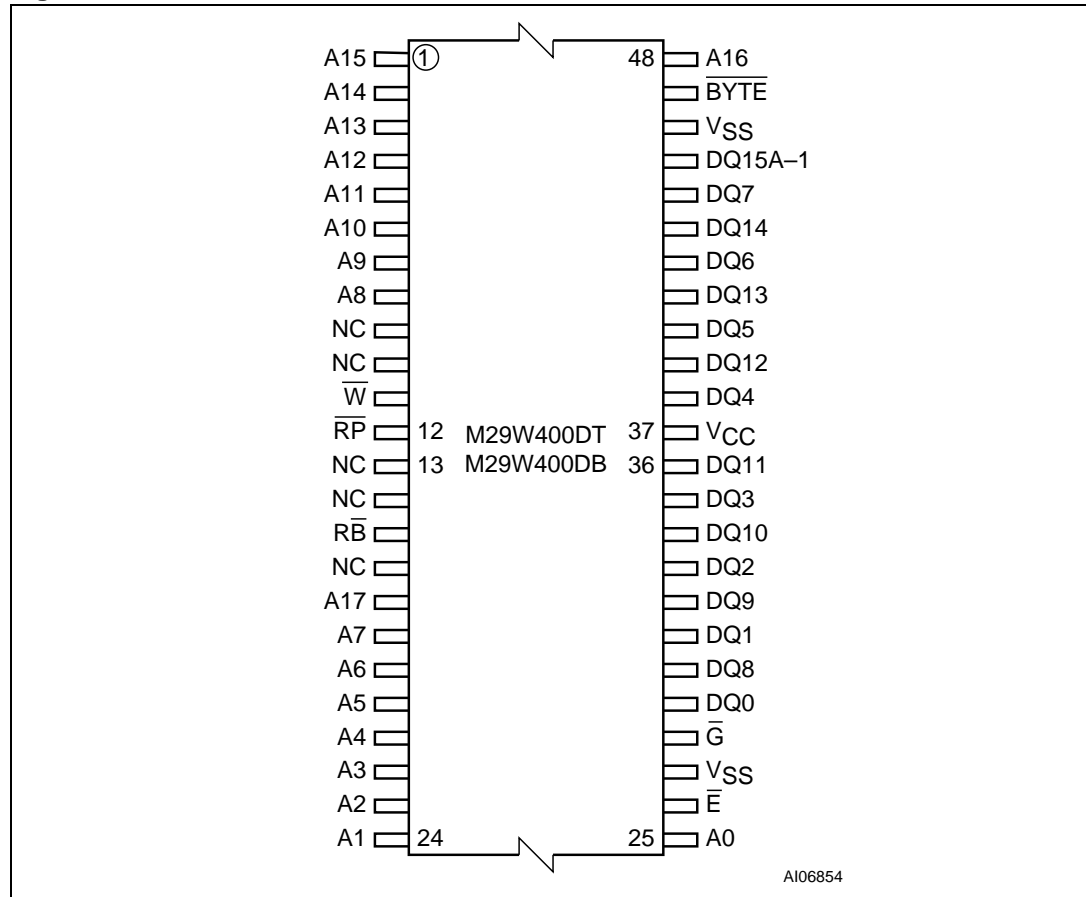 A15 ① 48 A16
A14 B̅Y̅T̅E̅
A13 VSS
A12 DQ15A–1
A11 DQ7
A10 DQ14
A9 DQ6
A8 DQ13
NC DQ5
NC DQ12
W̅ DQ4
R̅P̅ 12 M29W400DT 37 VCC
NC 13 M29W400DB 36 DQ11
NC DQ3
RB̅ DQ10
NC DQ2
A17 DQ9
A7 DQ1
A6 DQ8
A5 DQ0
A4 G̅
A3 VSS
A2 E̅
A1 24 25 A0
AI06854